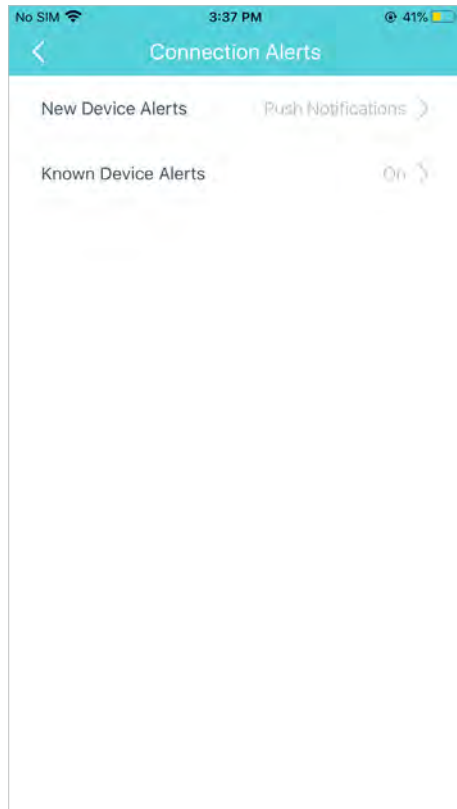 No SIM 3:37 PM 41%
Connection Alerts
New Device Alerts Push Notifications
Known Device Alerts On